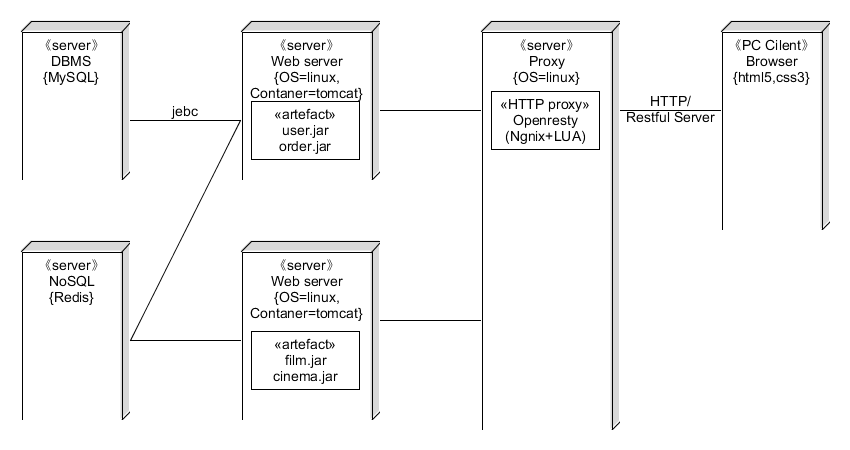 《server》
DBMS
{MySQL}
jebc
《server》
Web server
{OS=linux,
Contaner=tomcat}
«artefact»
user.jar
order.jar
《server》
Proxy
{OS=linux}
«HTTP proxy»
Openresty
(Ngnix+LUA)
HTTP/
Restful Server
《PC Cilent》
Browser
{html5,css3}
《server》
NoSQL
{Redis}
《server》
Web server
{OS=linux,
Contaner=tomcat}
«artefact»
film.jar
cinema.jar